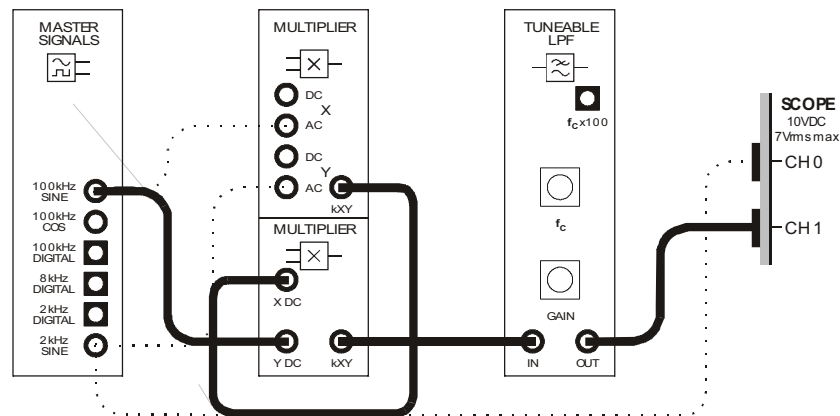 MASTER
SIGNALS
100kHz
SINE
100kHz
COS
100kHz
DIGITAL
8kHz
DIGITAL
2kHz
DIGITAL
2kHz
SINE
MULTIPLIER
X
DC
X
AC
DC
Y
AC
kXY
MULTIPLIER
X
X DC
Y DC
kXY
TUNEABLE
LPF
fCx100
fC
GAIN
IN
OUT
SCOPE
10VDC
7Vrms max
CH 0
CH 1